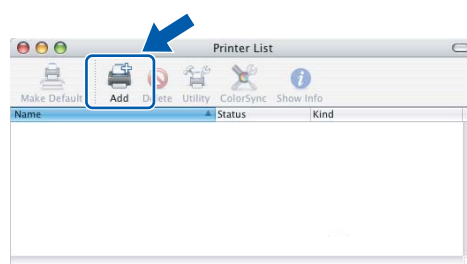 Printer List
Make Default Add Delete Utility ColorSync Show Info
Name Status Kind